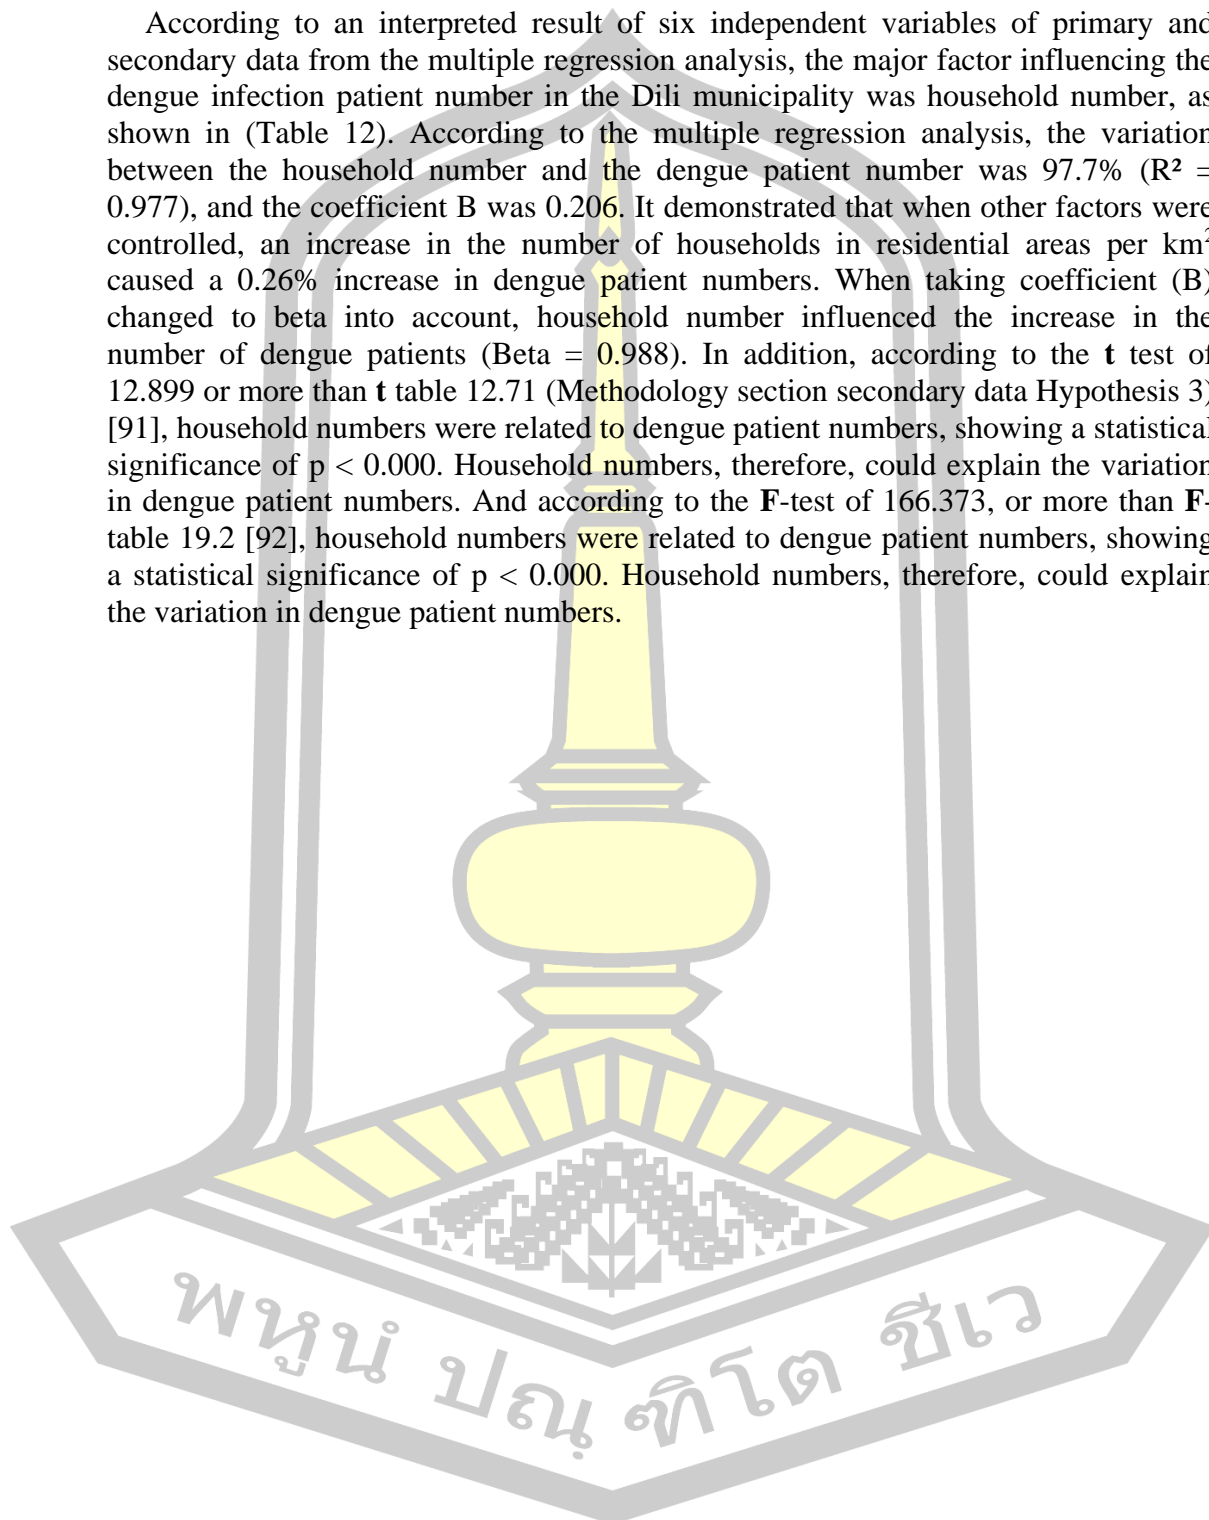 According to an interpreted result of six independent variables of primary and
secondary data from the multiple regression analysis, the major factor influencing the
dengue infection patient number in the Dili municipality was household number, as
shown in (Table 12). According to the multiple regression analysis, the variation
between the household number and the dengue patient number was 97.7% (R² =
0.977), and the coefficient B was 0.206. It demonstrated that when other factors were
controlled, an increase in the number of households in residential areas per km²
caused a 0.26% increase in dengue patient numbers. When taking coefficient (B)
changed to beta into account, household number influenced the increase in the
number of dengue patients (Beta = 0.988). In addition, according to the t test of
12.899 or more than t table 12.71 (Methodology section secondary data Hypothesis 3)
[91], household numbers were related to dengue patient numbers, showing a statistical
significance of p < 0.000. Household numbers, therefore, could explain the variation
in dengue patient numbers. And according to the F-test of 166.373, or more than F-
table 19.2 [92], household numbers were related to dengue patient numbers, showing
a statistical significance of p < 0.000. Household numbers, therefore, could explain
the variation in dengue patient numbers.
พหูนํ ปณฺฑิโต ชีเว